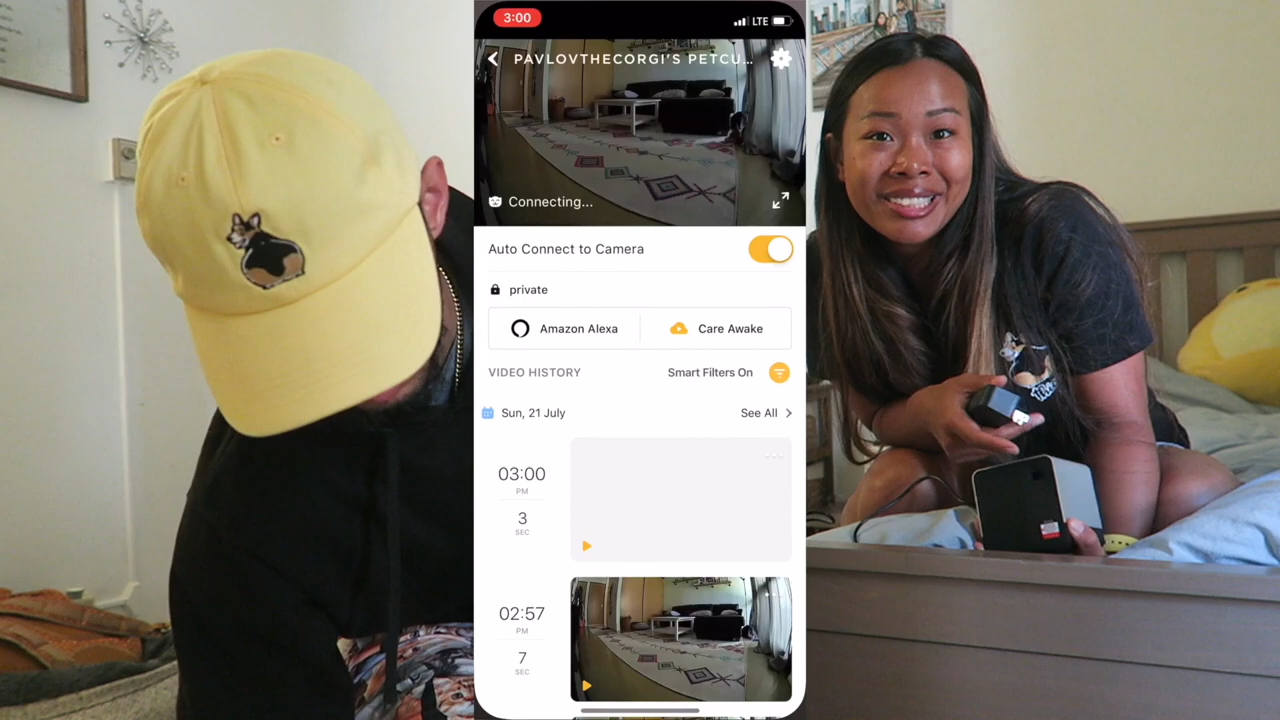 3:00
LTE
PAVLOVTHECORGI'S PETCU...
Connecting...
Auto Connect to Camera
private
Amazon Alexa
Care Awake
VIDEO HISTORY
Smart Filters On
Sun, 21 July
See All
03:00
PM
3
SEC
02:57
PM
7
SEC